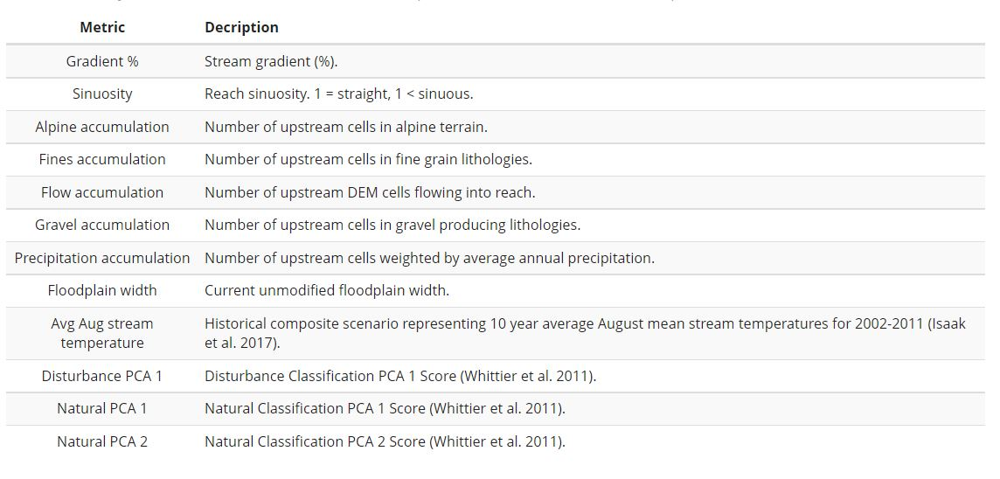 Metric Decription
Gradient % Stream gradient (%).
Sinuosity Reach sinuosity. 1 = straight, 1 < sinuous.
Alpine accumulation Number of upstream cells in alpine terrain.
Fines accumulation Number of upstream cells in fine grain lithologies.
Flow accumulation Number of upstream DEM cells flowing into reach.
Gravel accumulation Number of upstream cells in gravel producing lithologies.
Precipitation accumulation Number of upstream cells weighted by average annual precipitation.
Floodplain width Current unmodified floodplain width.
Avg Aug stream Historical composite scenario representing 10 year average August mean stream temperatures for 2002-2011 (Isaak
temperature et al. 2017).
Disturbance PCA 1 Disturbance Classification PCA 1 Score (Whittier et al. 2011).
Natural PCA 1 Natural Classification PCA 1 Score (Whittier et al. 2011).
Natural PCA 2 Natural Classification PCA 2 Score (Whittier et al. 2011).